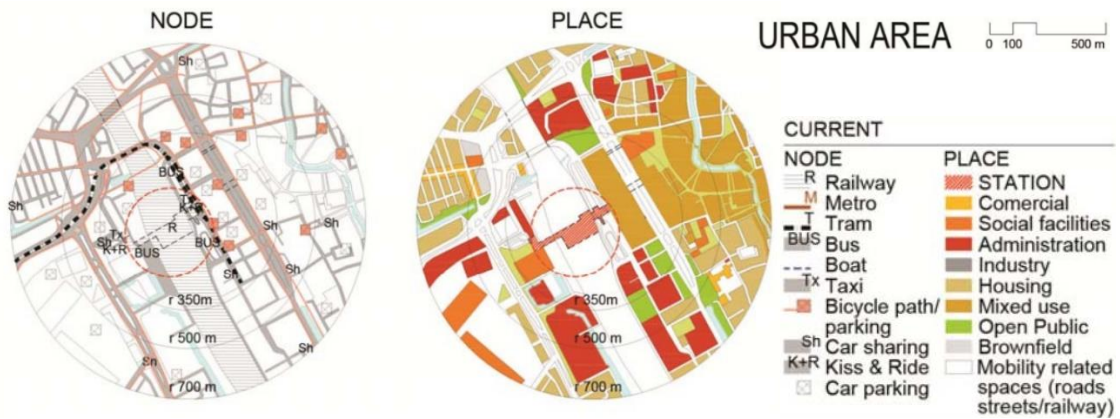 NODE
PLACE
URBAN AREA
0 100 500 m
Sh
BUS
T
K+R
R
Tx
Sh
K+R
BUS
BUS
Sh
Sh
Sh
Sh
Sh
Sh
r 350m
r 500 m
r 700 m
r 350m
r 500 m
r 700 m
CURRENT
NODE
R Railway
M Metro
T Tram
BUS Bus
Boat
Tx Taxi
Bicycle path/
parking
Sh Car sharing
K+R Kiss & Ride
Car parking
PLACE
STATION
Comercial
Social facilities
Administration
Industry
Housing
Mixed use
Open Public
Brownfield
Mobility related
spaces (roads
streets/railway)